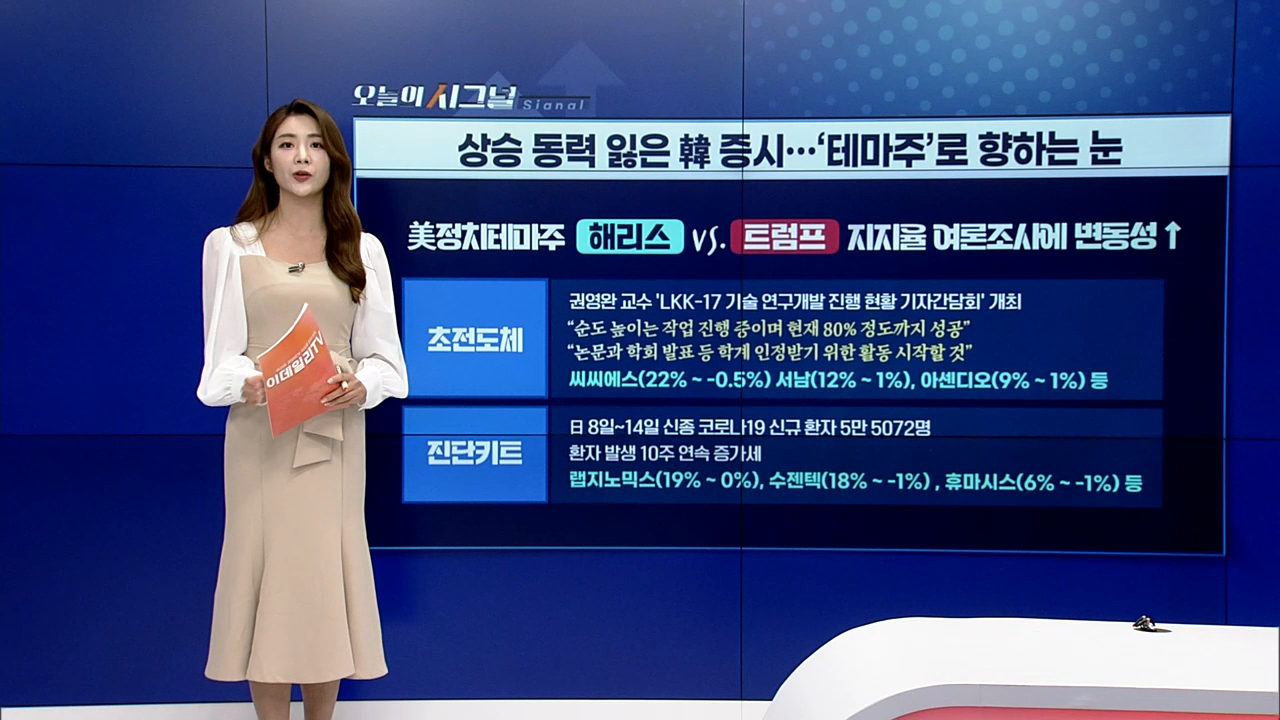 오늘의 시그널 Signal
상승 동력 잃은 韓 증시…‘테마주’로 향하는 눈
美정치테마주 해리스 vs. 트럼프 지지율 여론조사에 변동성↑
초전도체
권영완 교수 'LKK-17 기술 연구개발 진행 현황 기자간담회' 개최
“순도 높이는 작업 진행 중이며 현재 80% 정도까지 성공”
“논문과 학회 발표 등 학계 인정받기 위한 활동 시작할 것”
씨씨에스(22% ~ -0.5%) 서남(12% ~ 1%), 아센디오(9% ~ 1%) 등
진단키트
日 8일~14일 신종 코로나19 신규 환자 5만 5072명
환자 발생 10주 연속 증가세
랩지노믹스(19% ~ 0%), 수젠텍(18% ~ -1%) , 휴마시스(6% ~ -1%) 등
이데일리TV